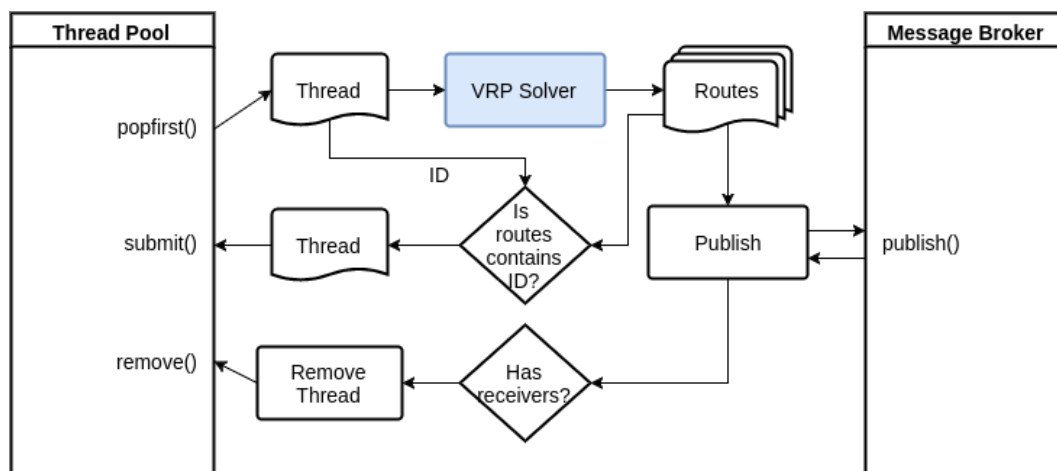 Thread Pool
Message Broker
Thread
VRP Solver
Routes
popfirst()
ID
submit()
Thread
Is
routes
contains
ID?
Publish
publish()
remove()
Remove
Thread
Has
receivers?